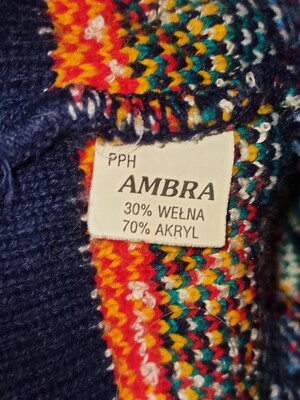 PPH
AMBRA
30% WEŁNA
70% AKRYL